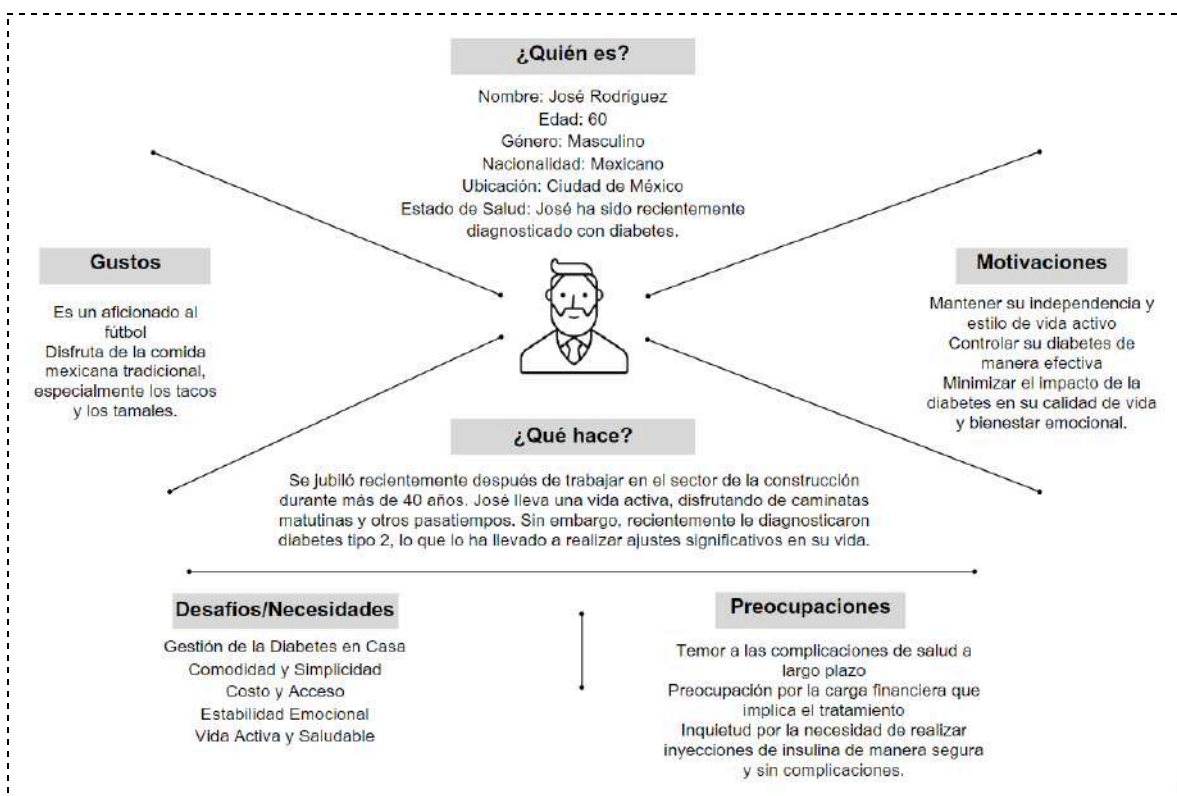 ¿Quién es?
Nombre: José Rodríguez
Edad: 60
Género: Masculino
Nacionalidad: Mexicano
Ubicación: Ciudad de México
Estado de Salud: José ha sido recientemente
diagnosticado con diabetes.
Gustos
Es un aficionado al
fútbol
Disfruta de la comida
mexicana tradicional,
especialmente los tacos
y los tamales.
Motivaciones
Mantener su independencia y
estilo de vida activo
Controlar su diabetes de
manera efectiva
Minimizar el impacto de la
diabetes en su calidad de vida
y bienestar emocional.
¿Qué hace?
Se jubiló recientemente después de trabajar en el sector de la construcción
durante más de 40 años. José lleva una vida activa, disfrutando de caminatas
matutinas y otros pasatiempos. Sin embargo, recientemente le diagnosticaron
diabetes tipo 2, lo que lo ha llevado a realizar ajustes significativos en su vida.
Desafíos/Necesidades
Gestión de la Diabetes en Casa
Comodidad y Simplicidad
Costo y Acceso
Estabilidad Emocional
Vida Activa y Saludable
Preocupaciones
Temor a las complicaciones de salud a
largo plazo
Preocupación por la carga financiera que
implica el tratamiento
Inquietud por la necesidad de realizar
inyecciones de insulina de manera segura
y sin complicaciones.